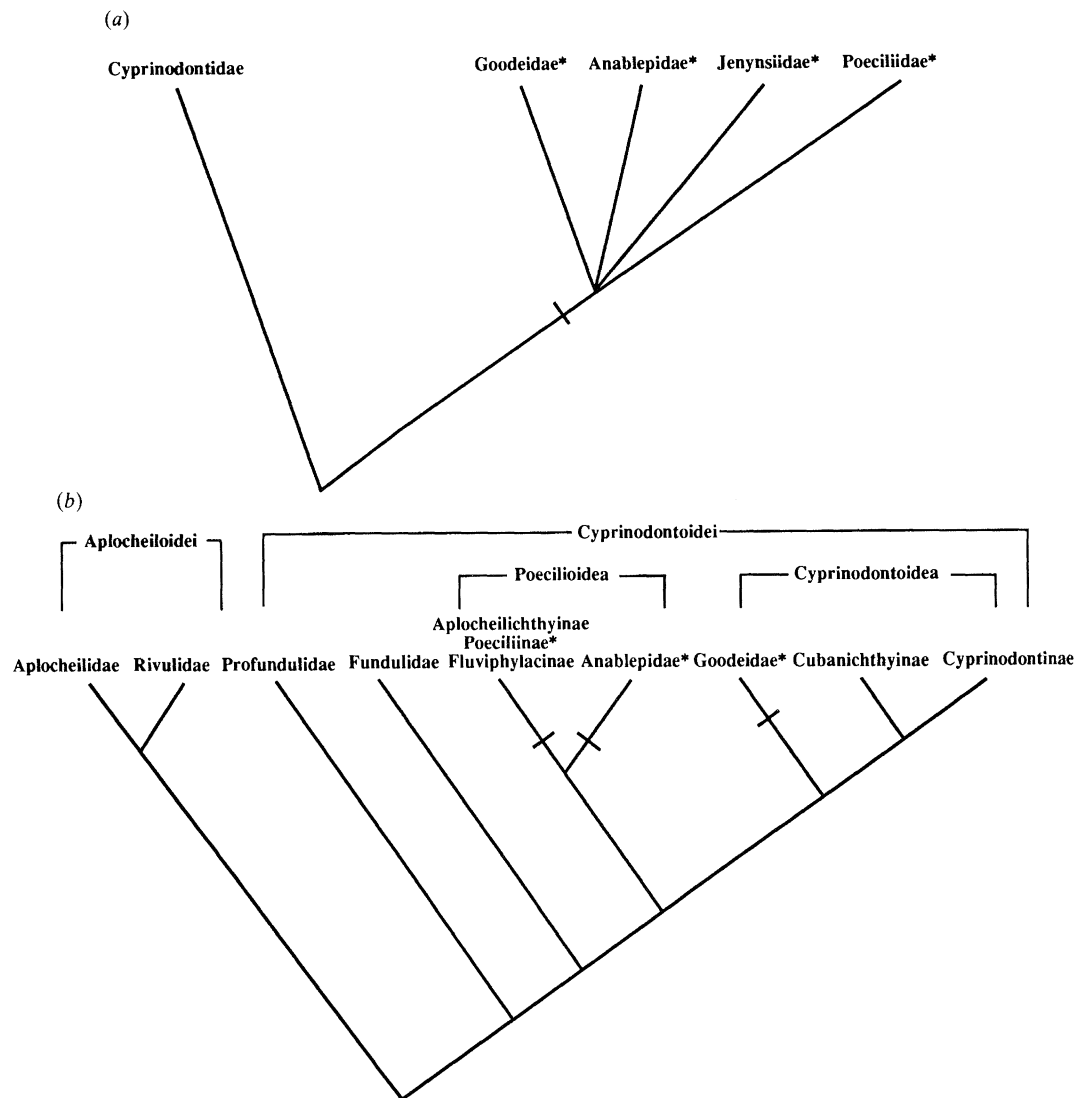 (a)
Cyprinodontidae
Goodeidae* Anablepidae* Jenynsiidae* Poeciliidae*
(b)
Aplocheiloidei
Cyprinodontoidei
Poecilioidea
Cyprinodontoidea
Aplocheilichthyinae
Poeciliinae*
Aplocheilidae Rivulidae Profundulidae Fundulidae Fluviphylacinae Anablepidae* Goodeidae* Cubanichthyinae Cyprinodontinae